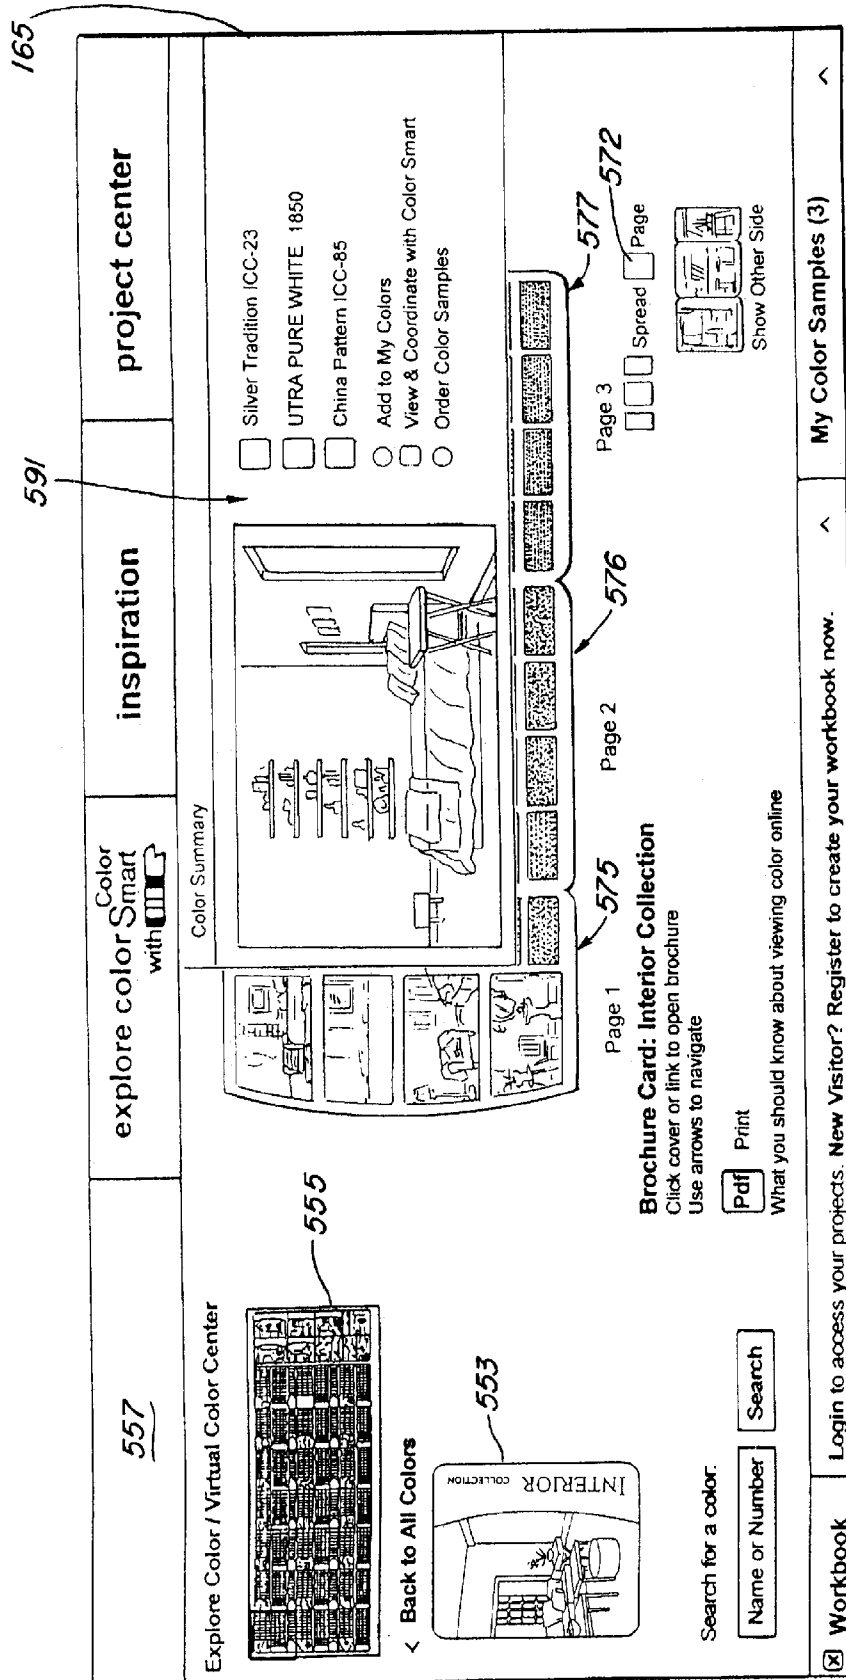 165
591
557
explore color Color
Smart
with
inspiration
project center
Explore Color / Virtual Color Center
555
< Back to All Colors
553
INTERIOR
COLLECTION
Search for a color:
Name or Number
Search
Color Summary
Silver Tradition ICC-23
UTRA PURE WHITE 1850
China Pattern ICC-85
Add to My Colors
View & Coordinate with Color Smart
Order Color Samples
575
576
577
Page 1
Page 2
Page 3
Spread
Page
572
Show Other Side
Brochure Card: Interior Collection
Click cover or link to open brochure
Use arrows to navigate
Pdf Print
What you should know about viewing color online
Workbook
Login to access your projects. New Visitor? Register to create your workbook now. ^
My Color Samples (3) ^